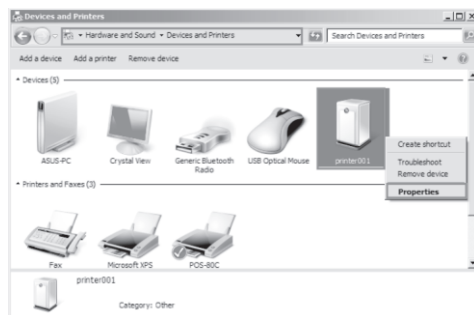 Devices and Printers
Hardware and Sound ▸ Devices and Printers
Search Devices and Printers
Add a device Add a printer Remove device
Devices (5)
ASUS-PC
Crystal View
Generic Bluetooth
Radio
USB Optical Mouse
printer001
Create shortcut
Troubleshoot
Remove device
Properties
Printers and Faxes (3)
Fax
Microsoft XPS
POS-80C
printer001
Category: Other